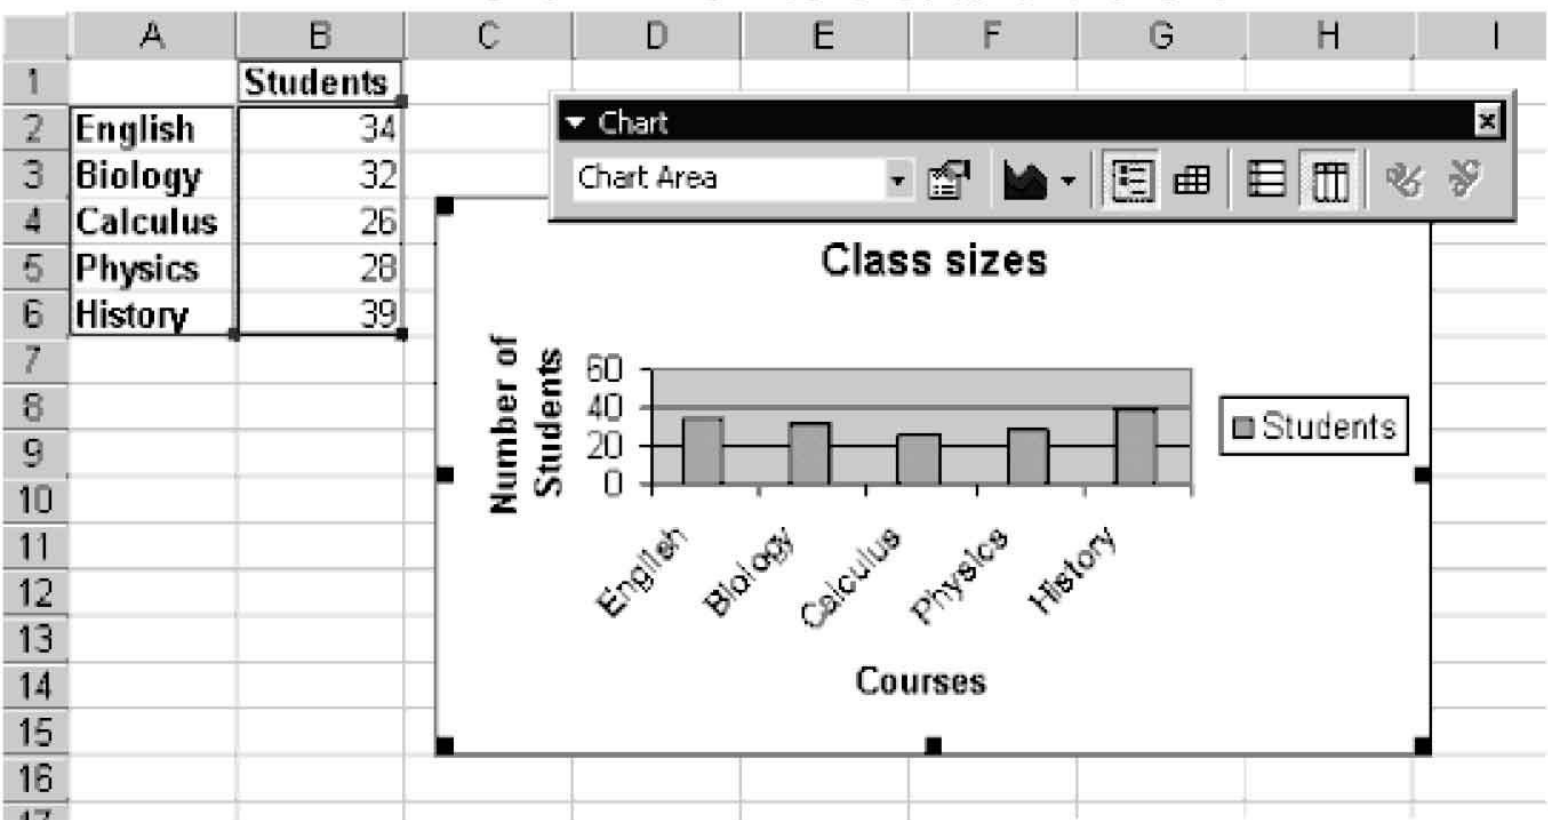 A B C D E F G H I
1 Students
2 English 34
3 Biology 32
4 Calculus 26
5 Physics 28
6 History 39
7
8
9
10
11
12
13
14
15
16
17
Chart
Chart Area
Class sizes
Number of
Students
60
40
20
0
English Biology Calculus Physics History
Courses
Students